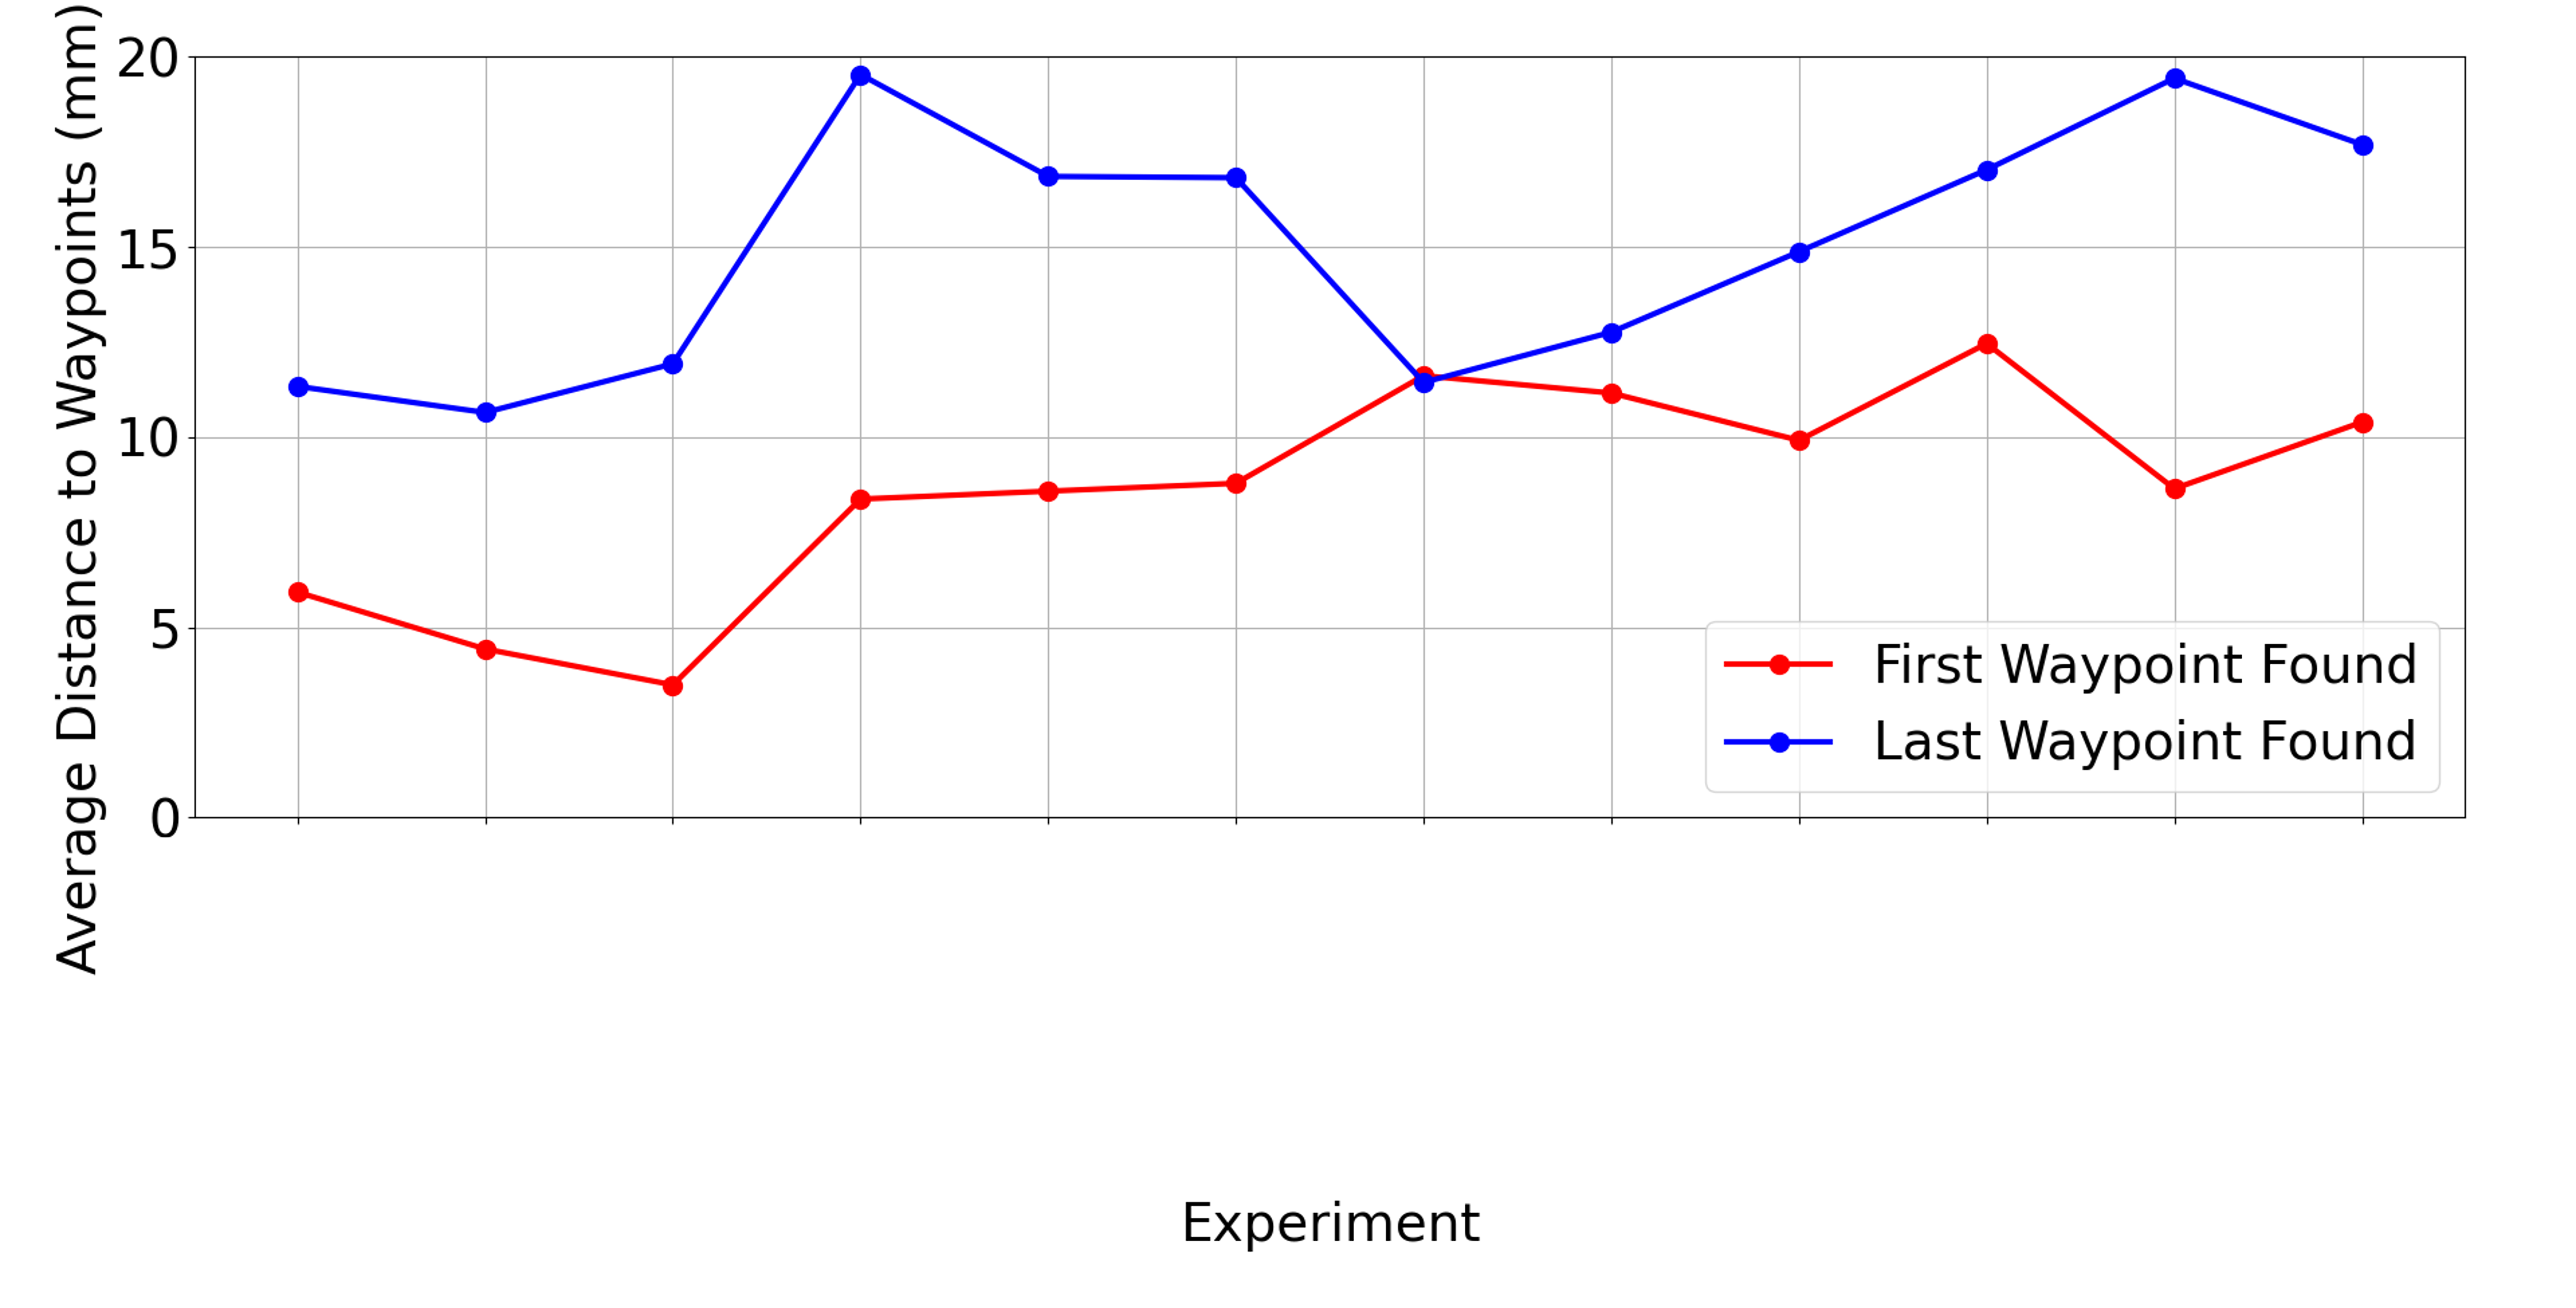 Average Distance to Waypoints (mm)
20
15
10
5
0
First Waypoint Found
Last Waypoint Found
Experiment